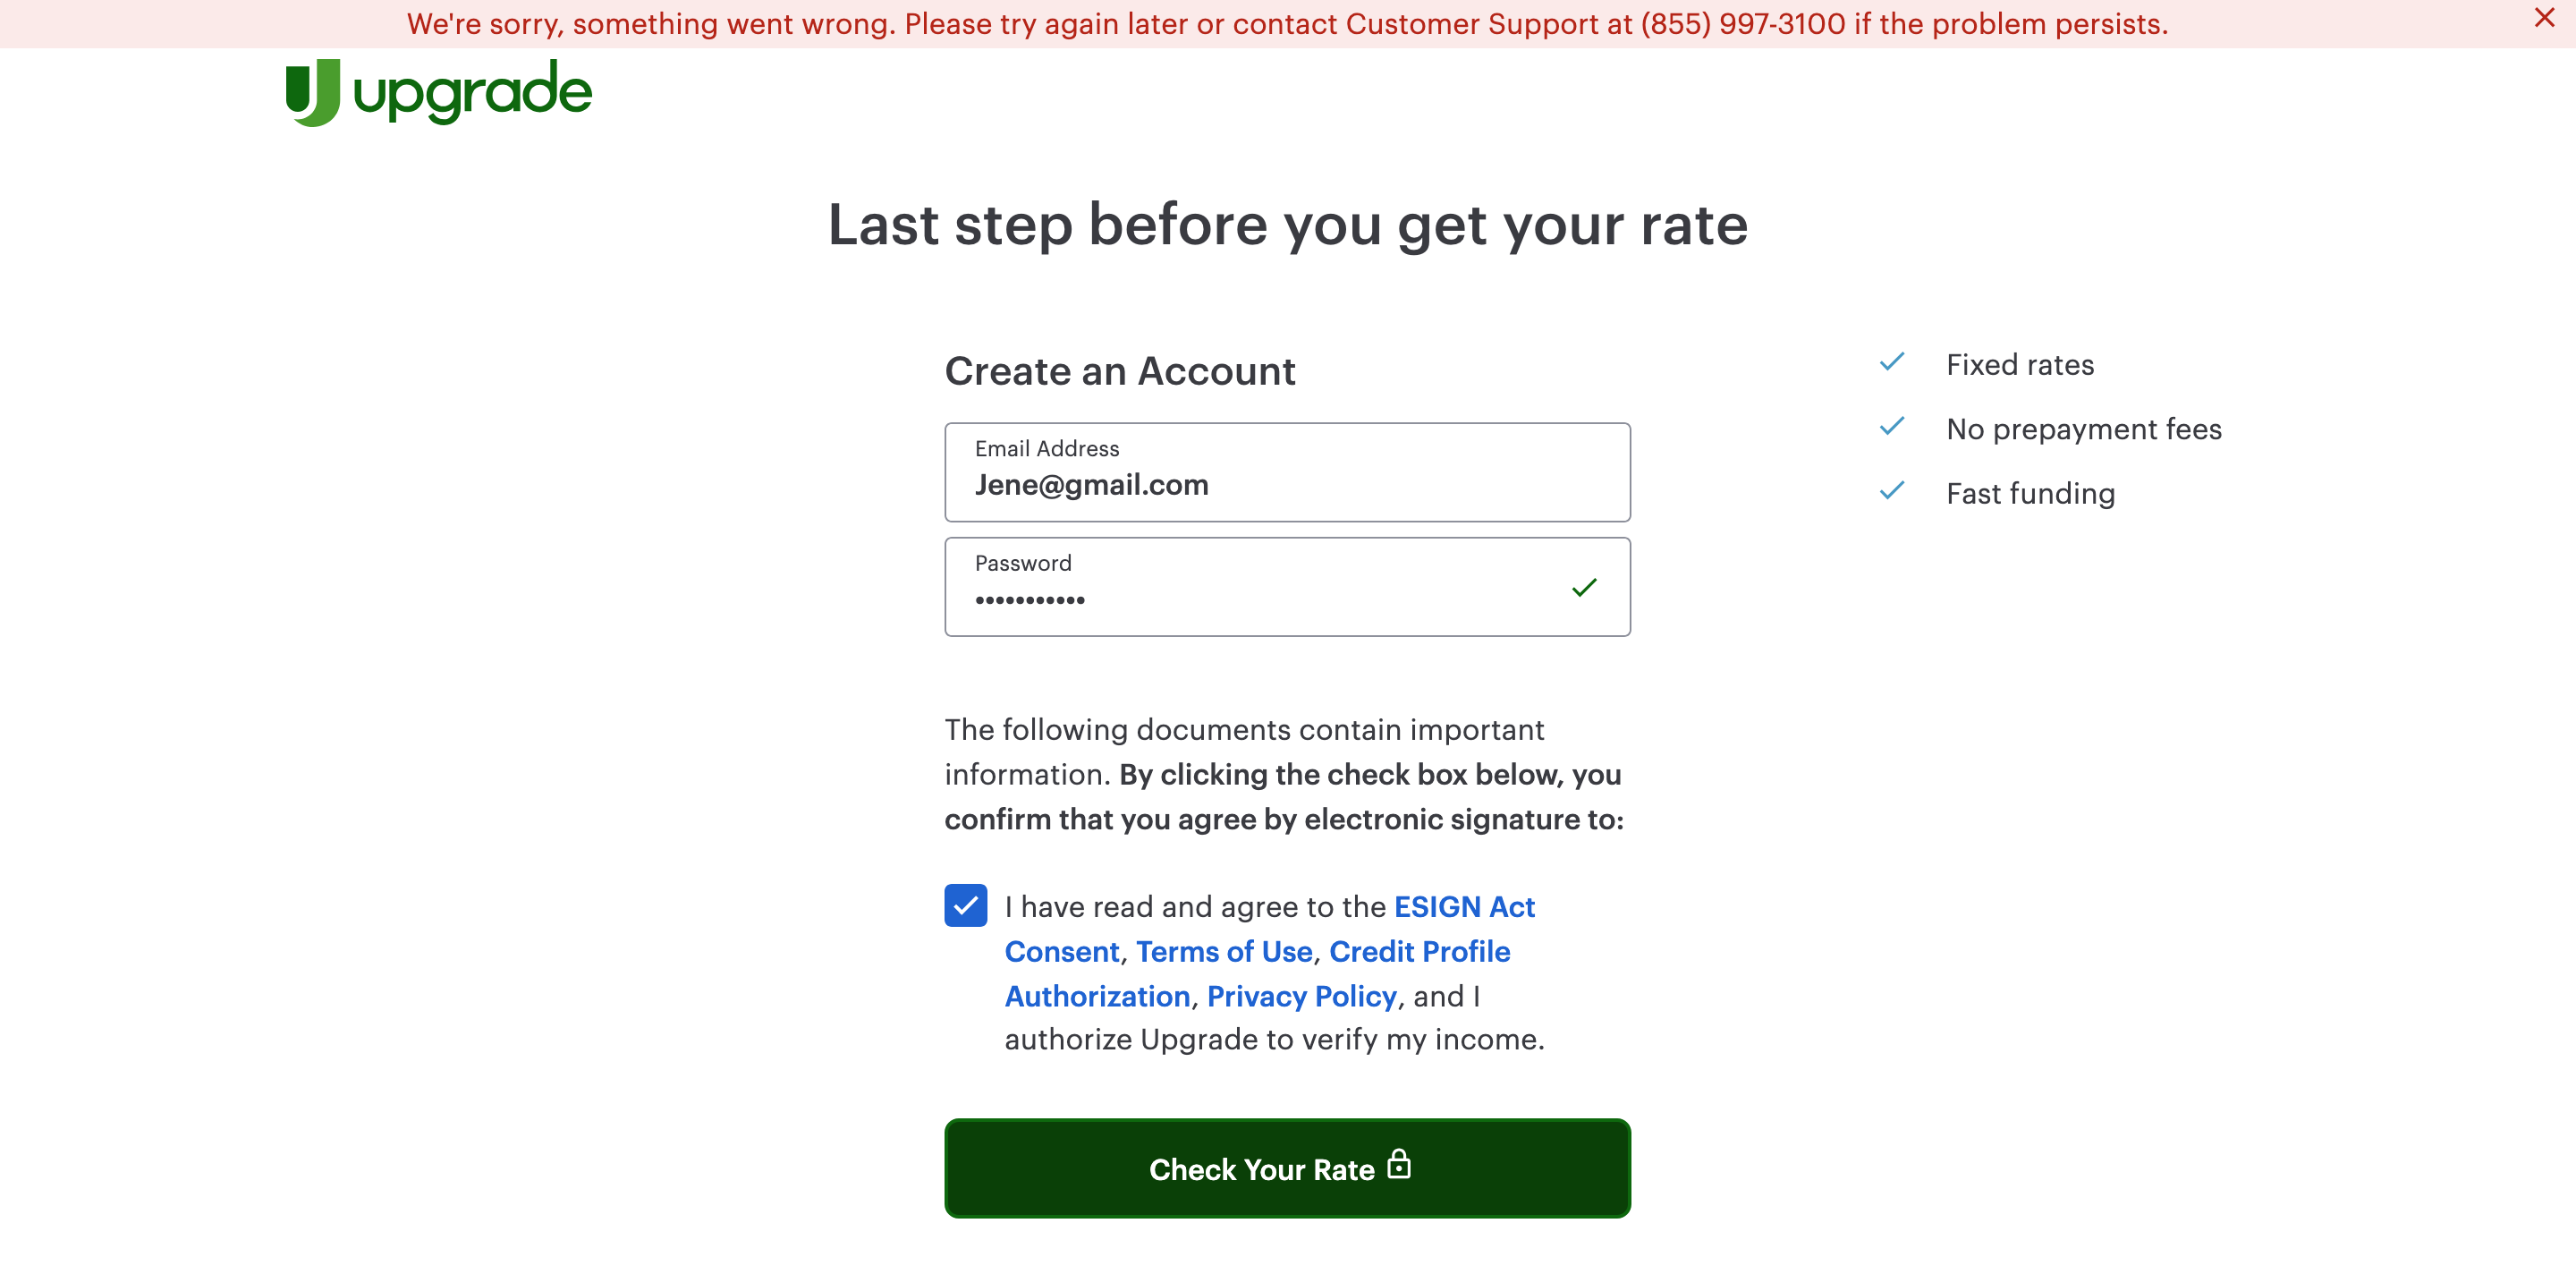 We're sorry, something went wrong. Please try again later or contact Customer Support at (855) 997-3100 if the problem persists.
upgrade
Last step before you get your rate
Create an Account
Email Address
Jene@gmail.com
Password
•••••••••••
The following documents contain important
information. By clicking the check box below, you
confirm that you agree by electronic signature to:
I have read and agree to the ESIGN Act
Consent, Terms of Use, Credit Profile
Authorization, Privacy Policy, and I
authorize Upgrade to verify my income.
Check Your Rate
Fixed rates
No prepayment fees
Fast funding